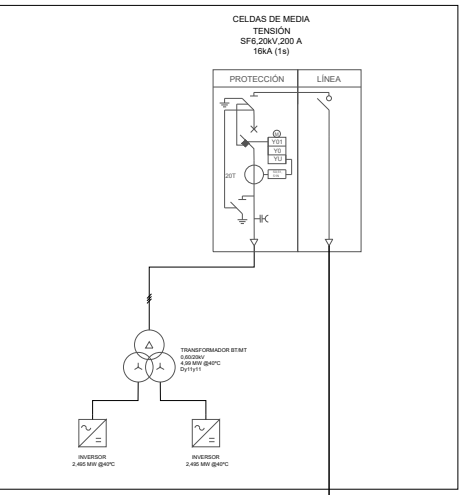 CELDAS DE MEDIA
TENSIÓN
SF6,20kV,200 A
16kA (1s)
PROTECCIÓN
LÍNEA
M
Y01
Y0
YU
20T
TRANSFORMADOR BT/MT
0,60/20kV
4,99 MW @40ºC
Dy11y11
INVERSOR
2,495 MW @40ºC
INVERSOR
2,495 MW @40ºC